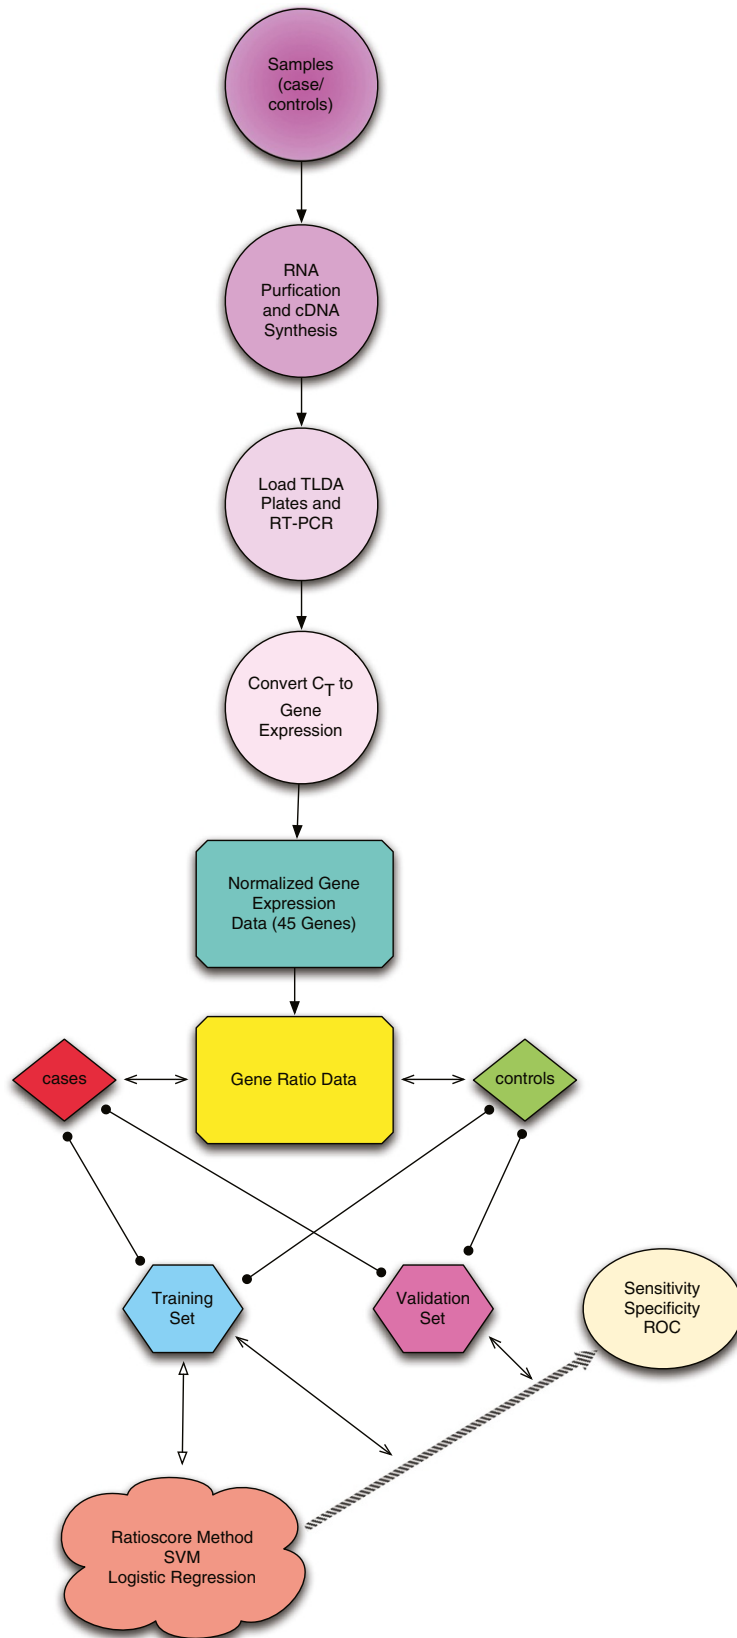 Samples
(case/
controls)
RNA
Purfication
and cDNA
Synthesis
Load TLDA
Plates and
RT-PCR
Convert CT to
Gene
Expression
Normalized Gene
Expression
Data (45 Genes)
cases
Gene Ratio Data
controls
Training
Set
Validation
Set
Sensitivity
Specificity
ROC
Ratioscore Method
SVM
Logistic Regression